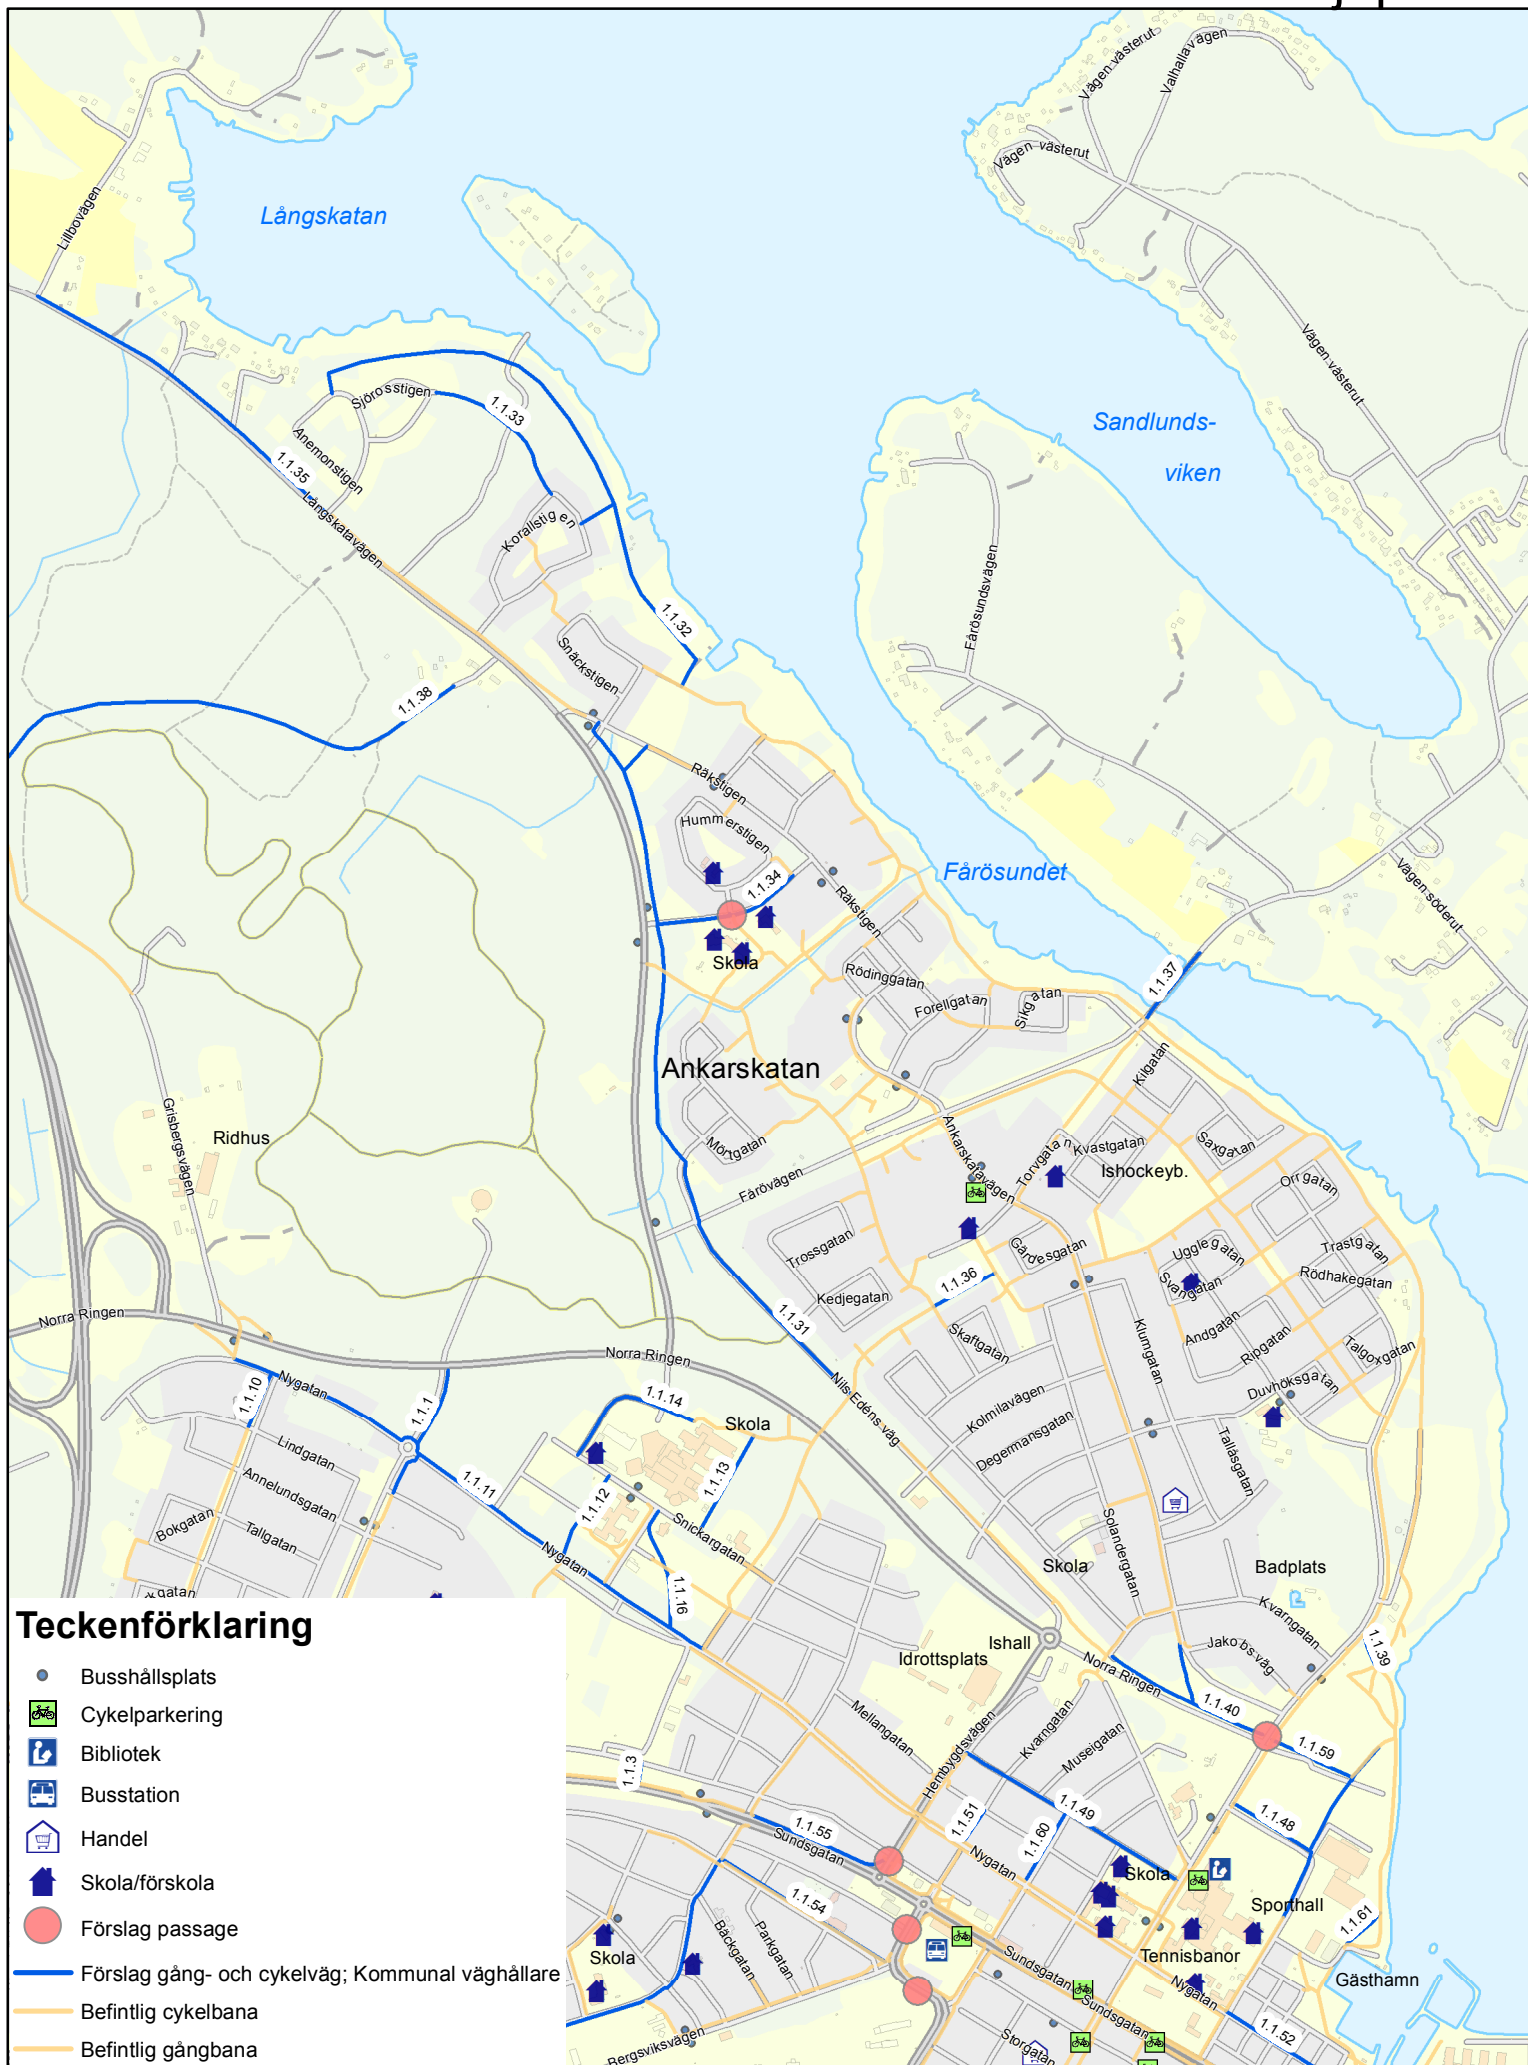 Vägen västerut
Valhallavägen
Vägen västerut
Lillbovägen
Långskatan
Vägen västerut
Sandlunds-
viken
Sjörosstigen
1.1.33
Anemonstigen
1.1.35
Långskatavägen
Korallstigen
Fårösundsvägen
1.1.32
Snäckstigen
1.1.38
Räkstigen
Hummerstigen
Fårösundet
1.1.34
Räkstigen
Vägen söderut
Skola
Rödinggatan
Forellgatan
Sikgatan
1.1.37
Ankarskatan
Kilgatan
Grisbergsvägen
Ridhus
Mörtgatan
Ankarskatavägen
Torvgatan
Kvastgatan
Saxgatan
Ishockeyb.
Fårövägen
Orrgatan
Trossgatan
Gärdesgatan
Ugglegatan
Trastgatan
Svangatan
Rödhakegatan
1.1.36
Kedjegatan
Norra Ringen
1.1.31
Skaftgatan
Klumgatan
Andgatan
Ripgatan
Talgoxgatan
Norra Ringen
Nygatan
1.1.10
1.1.1
1.1.14
Nils Edéns väg
Duvhöksgatan
Kolmilavägen
Skola
Degermansgatan
Lindgatan
Tallåsgatan
Annelundsgatan
1.1.11
1.1.12
1.1.13
Bokgatan
Tallgatan
Snickargatan
Solandergatan
Nygatan
Skola
Badplats
1.1.16
Kvarngatan
Ishall
Jakobs väg
1.1.39
Idrottsplats
Norra Ringen
1.1.40
Mellangatan
Hembygdsvägen
Kvarngatan
Museigatan
1.1.3
1.1.59
1.1.49
1.1.51
1.1.48
1.1.55
Sundsgatan
1.1.60
Nygatan
Skola
1.1.54
Sporthall
1.1.61
Bäckgatan
Parkgatan
Skola
Sundsgatan
Tennisbanor
Nygatan
Gästhamn
Sundsgatan
1.1.52
Storgatan
Bergsviksvägen
Teckenförklaring
Busshållsplats
Cykelparkering
Bibliotek
Busstation
Handel
Skola/förskola
Förslag passage
Förslag gång- och cykelväg; Kommunal väghållare
Befintlig cykelbana
Befintlig gångbana